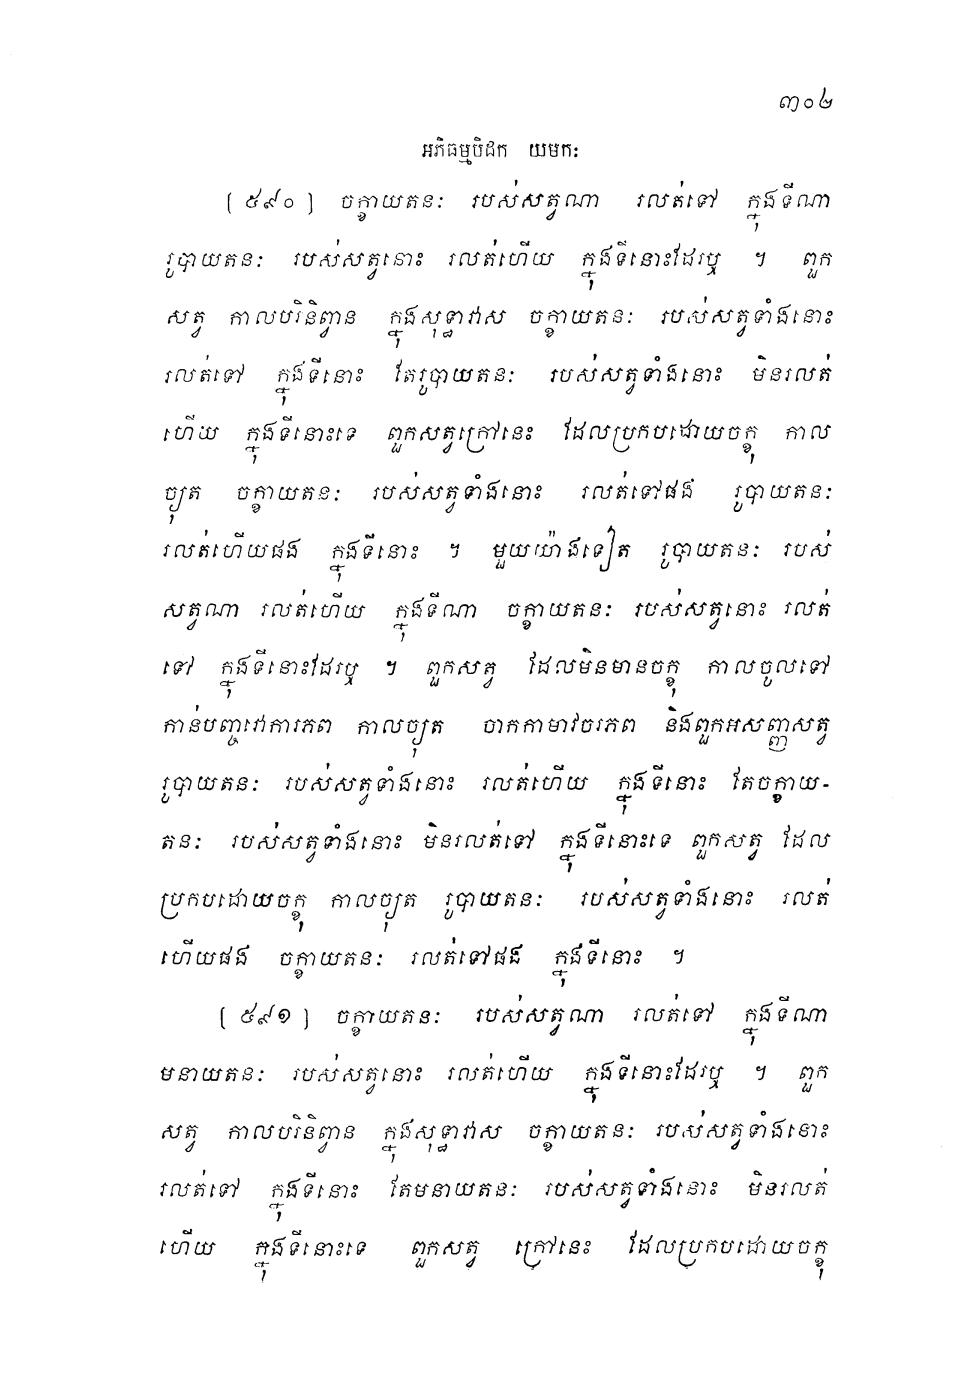 ៣០៤
អភិធម្មបិដក យមកៈ
(៥៩០) ចក្ខាយតនៈ របស់សត្វណា រលត់ទៅ ក្នុងទីណា
រូបាយតនៈ របស់សត្វនោះ រលត់ហើយ ក្នុងទីនោះដែរឬ ។ ពួក
សត្វ កាលបរិនិព្វាន ក្នុងសុទ្ធាវាស ចក្ខាយតនៈ របស់សត្វទាំងនោះ
រលត់ទៅ ក្នុងទីនោះ តែរូបាយតនៈ របស់សត្វទាំងនោះ មិនរលត់
ហើយ ក្នុងទីនោះទេ ពួកសត្វក្រៅនេះ ដែលប្រកបដោយចក្ខុ កាល
ច្យុត ចក្ខាយតនៈ របស់សត្វទាំងនោះ រលត់ទៅផង រូបាយតនៈ
រលត់ហើយផង ក្នុងទីនោះ ។ មួយយ៉ាងទៀត រូបាយតនៈ របស់
សត្វណា រលត់ហើយ ក្នុងទីណា ចក្ខាយតនៈ របស់សត្វនោះ រលត់
ទៅ ក្នុងទីនោះដែរឬ ។ ពួកសត្វ ដែលមិនមានចក្ខុ កាលចូលទៅ
កាន់បញ្ចវោការភព កាលច្យុត ចាកកាមាវចរភព និងពួកអសញ្ញសត្វ
រូបាយតនៈ របស់សត្វទាំងនោះ រលត់ហើយ ក្នុងទីនោះ តែចក្ខាយ-
តនៈ របស់សត្វទាំងនោះ មិនរលត់ទៅ ក្នុងទីនោះទេ ពួកសត្វ ដែល
ប្រកបដោយចក្ខុ កាលច្យុត រូបាយតនៈ របស់សត្វទាំងនោះ រលត់
ហើយផង ចក្ខាយតនៈ រលត់ទៅផង ក្នុងទីនោះ ។
(៥៩១) ចក្ខាយតនៈ របស់សត្វណា រលត់ទៅ ក្នុងទីណា
មនាយតនៈ របស់សត្វនោះ រលត់ហើយ ក្នុងទីនោះដែរឬ ។ ពួក
សត្វ កាលបរិនិព្វាន ក្នុងសុទ្ធាវាស ចក្ខាយតនៈ របស់សត្វទាំងនោះ
រលត់ទៅ ក្នុងទីនោះ តែមនាយតនៈ របស់សត្វទាំងនោះ មិនរលត់
ហើយ ក្នុងទីនោះទេ ពួកសត្វ ក្រៅនេះ ដែលប្រកបដោយចក្ខុ